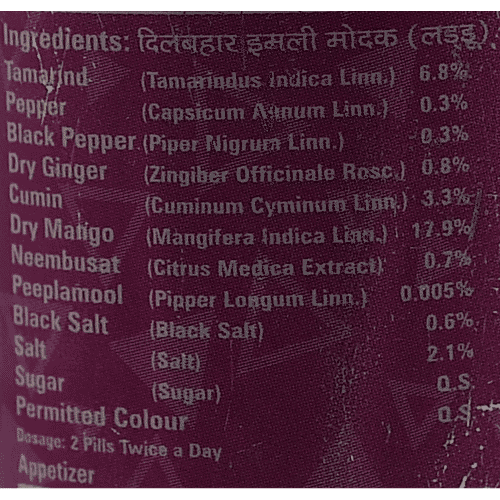 Ingredients: दिलबहार इमली मोदक (लड्डू)
Tamarind (Tamarindus Indica Linn.) 6.8%
Pepper (Capsicum Annum Linn.) 0.3%
Black Pepper (Piper Nigrum Linn.) 0.3%
Dry Ginger (Zingiber Officinale Rosc.) 0.8%
Cumin (Cuminum Cyminum Linn.) 3.3%
Dry Mango (Mangifera Indica Linn.) 17.9%
Neembusat (Citrus Medica Extract) 0.7%
Peeplamool (Pipper Longum Linn.) 0.005%
Black Salt (Black Salt) 0.6%
Salt (Salt) 2.1%
Sugar (Sugar) Q.S.
Permitted Colour Q.S.
Dosage: 2 Pills Twice a Day
Appetizer